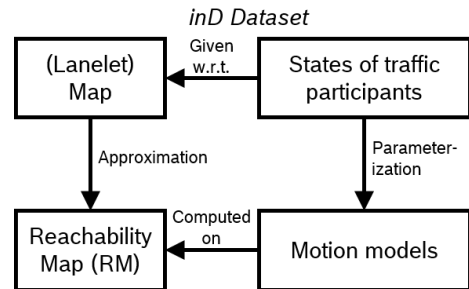 inD Dataset
(Lanelet)
Map
Given
w.r.t.
States of traffic
participants
Approximation
Parameter-
ization
Reachability
Map (RM)
Computed
on
Motion models